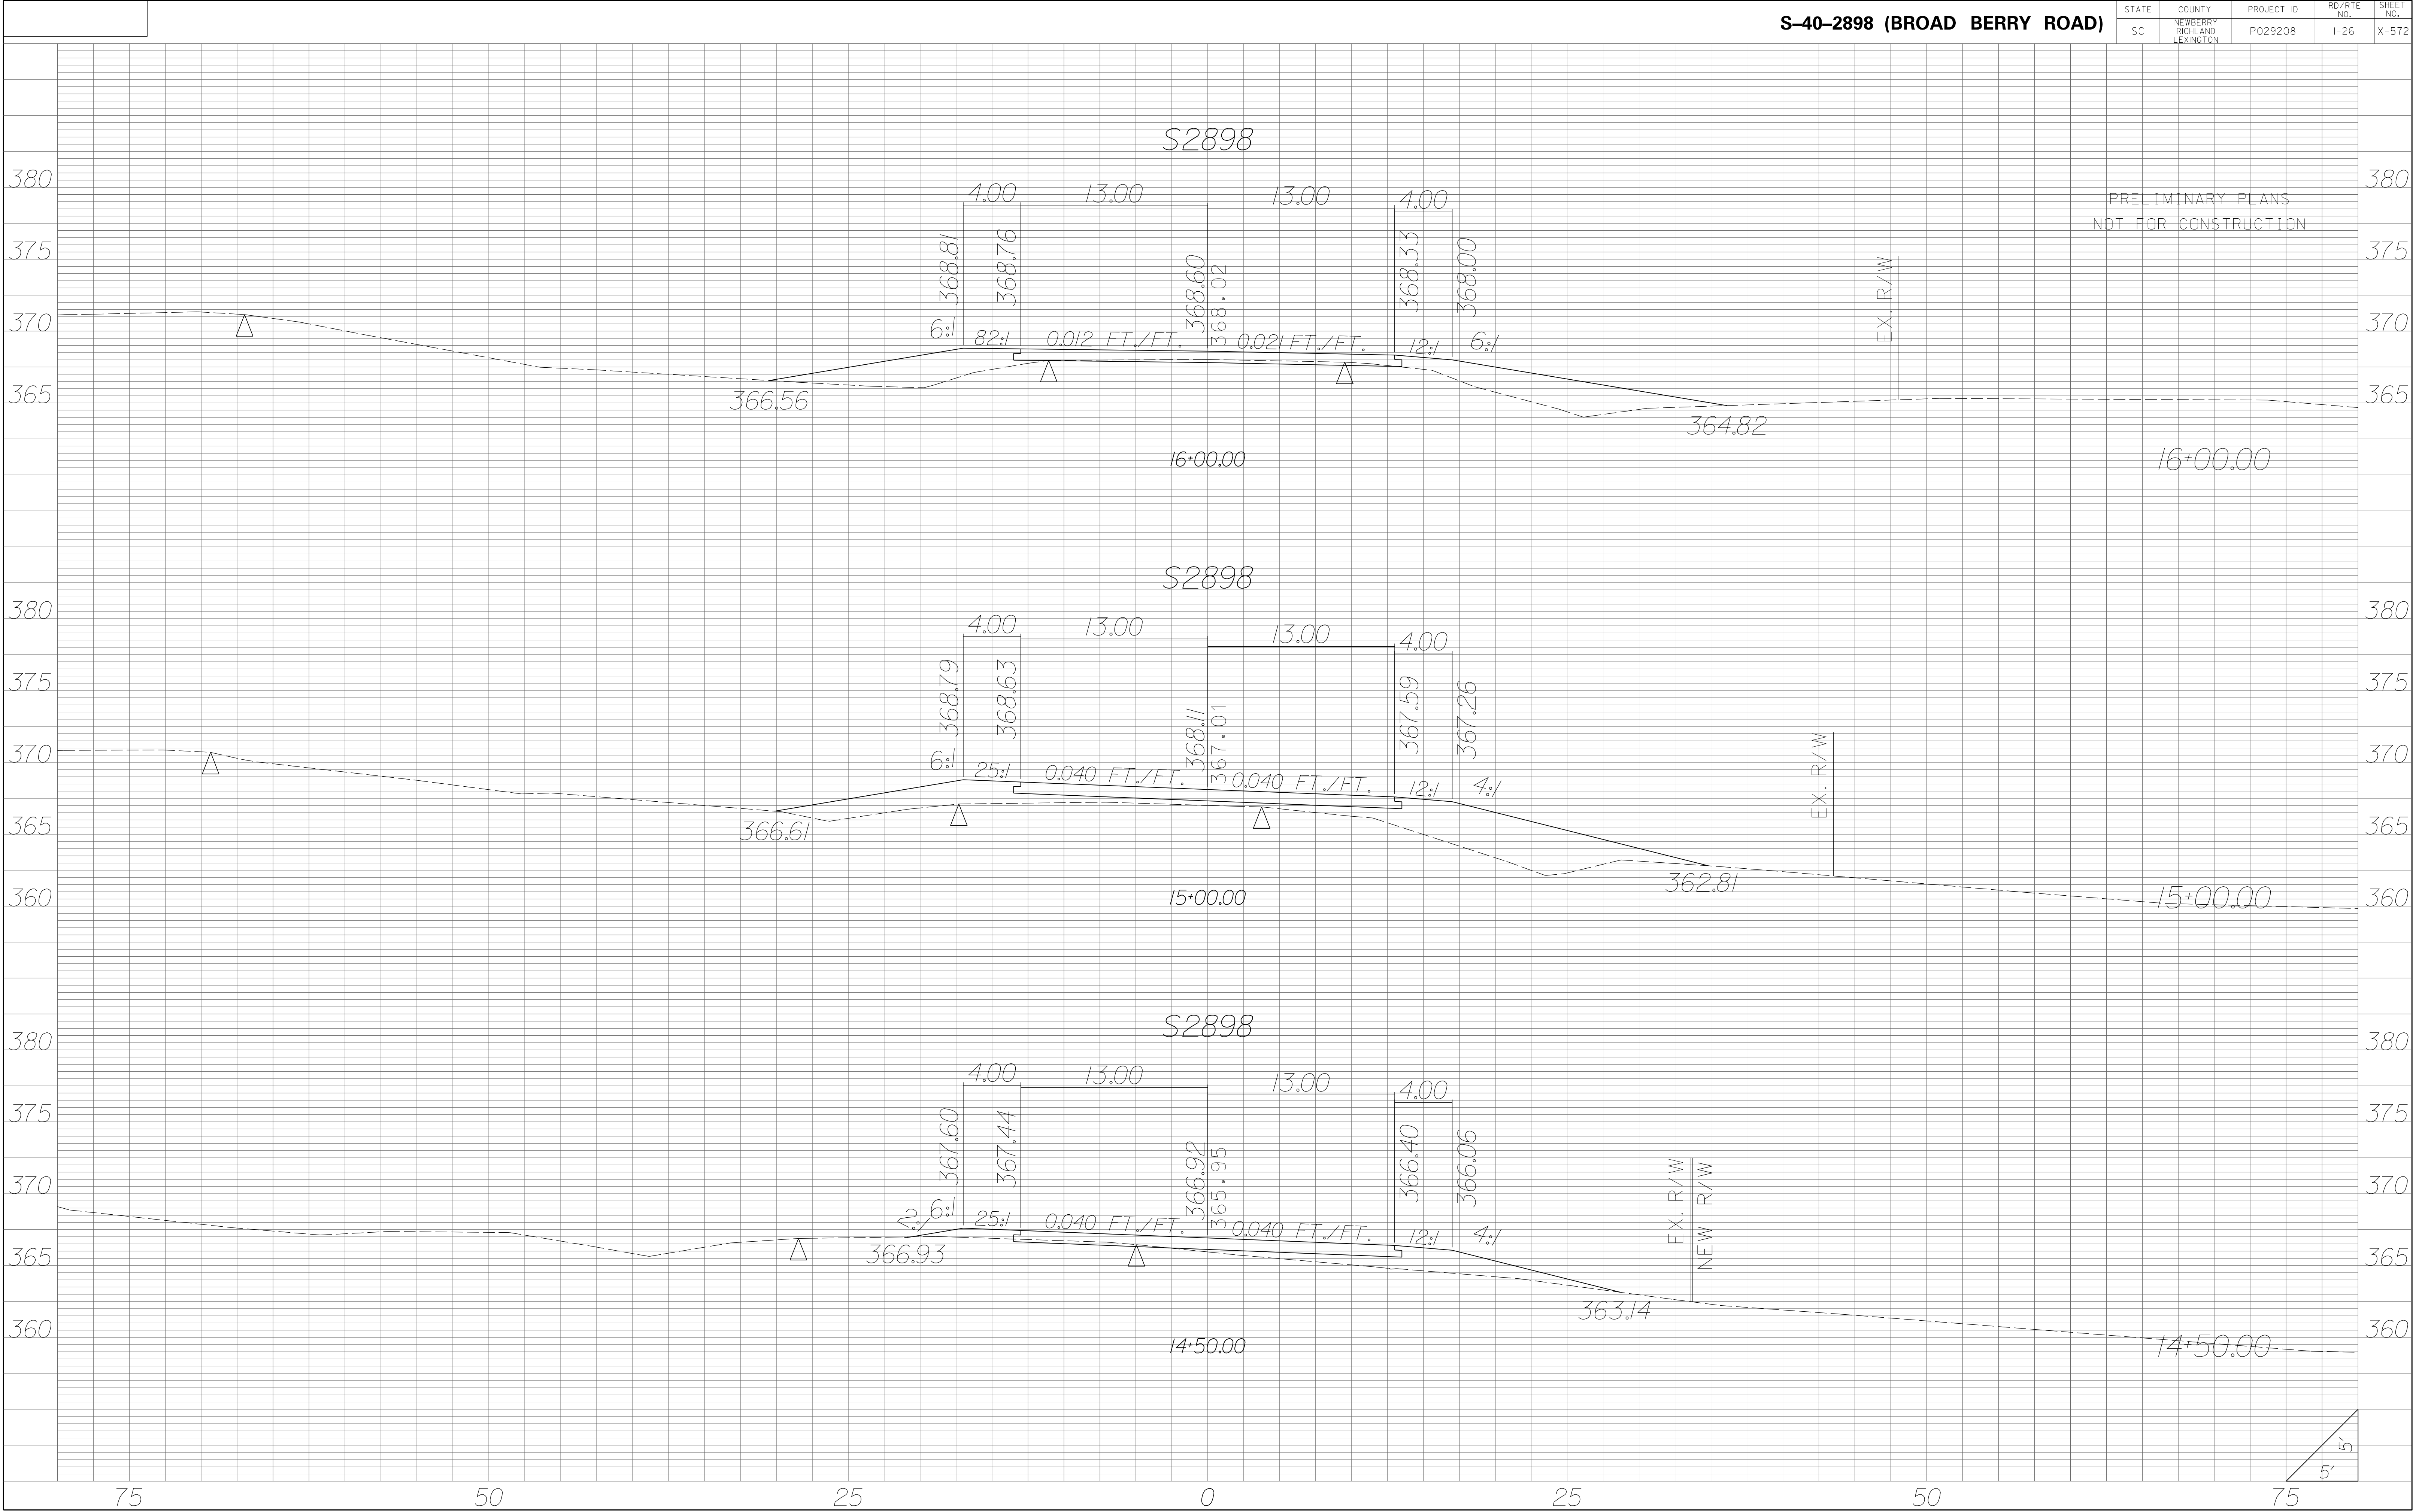 S–40–2898 (BROAD BERRY ROAD)
STATE COUNTY PROJECT ID RD/RTE NO. SHEET NO.
SC NEWBERRY RICHLAND LEXINGTON P029208 I-26 X-572
PRELIMINARY PLANS
NOT FOR CONSTRUCTION
S2898
4.00 13.00 13.00 4.00
368.81 368.76 368.60 368.02 368.33 368.00
6:1 82:1 0.012 FT./FT. 0.021 FT./FT. 12:1 6:1
EX. R/W
366.56 364.82
16+00.00 16+00.00
380 380
375 375
370 370
365 365
S2898
4.00 13.00 13.00 4.00
368.79 368.63 368.11 367.01 367.59 367.26
6:1 25:1 0.040 FT./FT. 0.040 FT./FT. 12:1 4:1
EX. R/W
366.61 362.81
15+00.00 15+00.00
380 380
375 375
370 370
365 365
360 360
S2898
4.00 13.00 13.00 4.00
367.60 367.44 366.92 365.95 366.40 366.06
2:1 6:1 25:1 0.040 FT./FT. 0.040 FT./FT. 12:1 4:1
EX. R/W NEW R/W
366.93 363.14
14+50.00 14+50.00
380 380
375 375
370 370
365 365
360 360
5' 5'
75 50 25 0 25 50 75